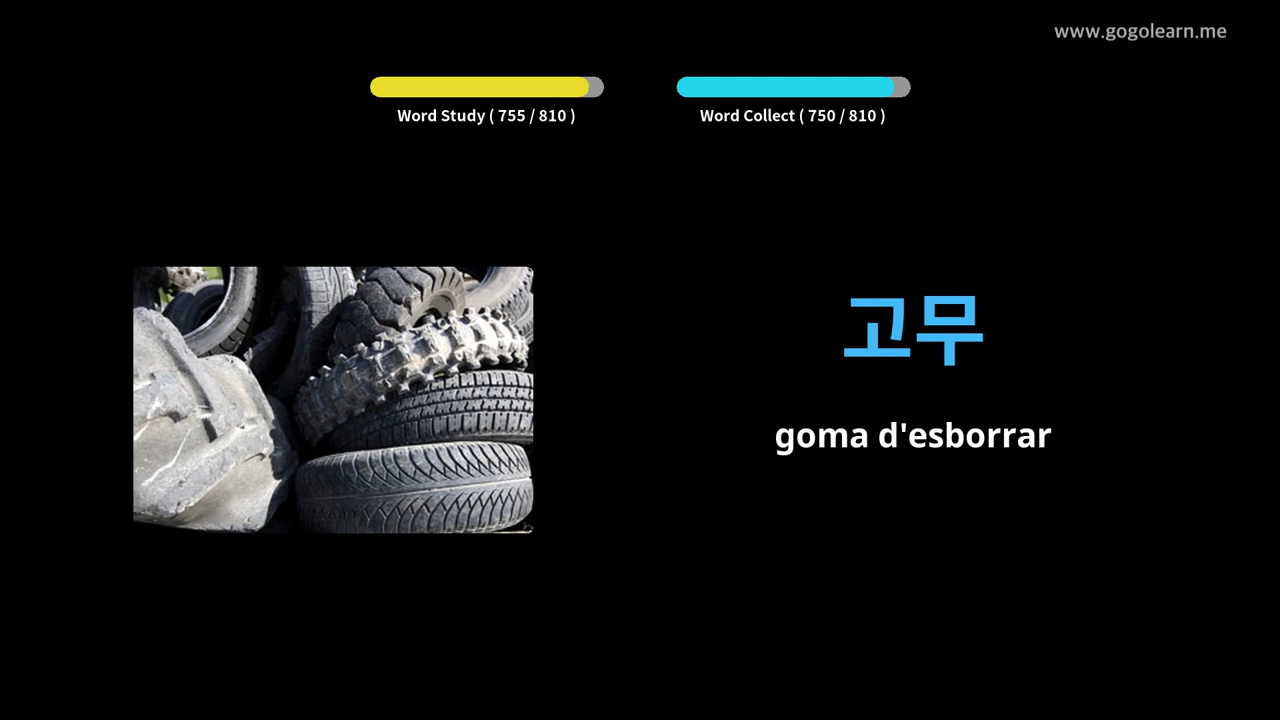 www.gogolearn.me
Word Study ( 755 / 810 )
Word Collect ( 750 / 810 )
고무
goma d'esborrar